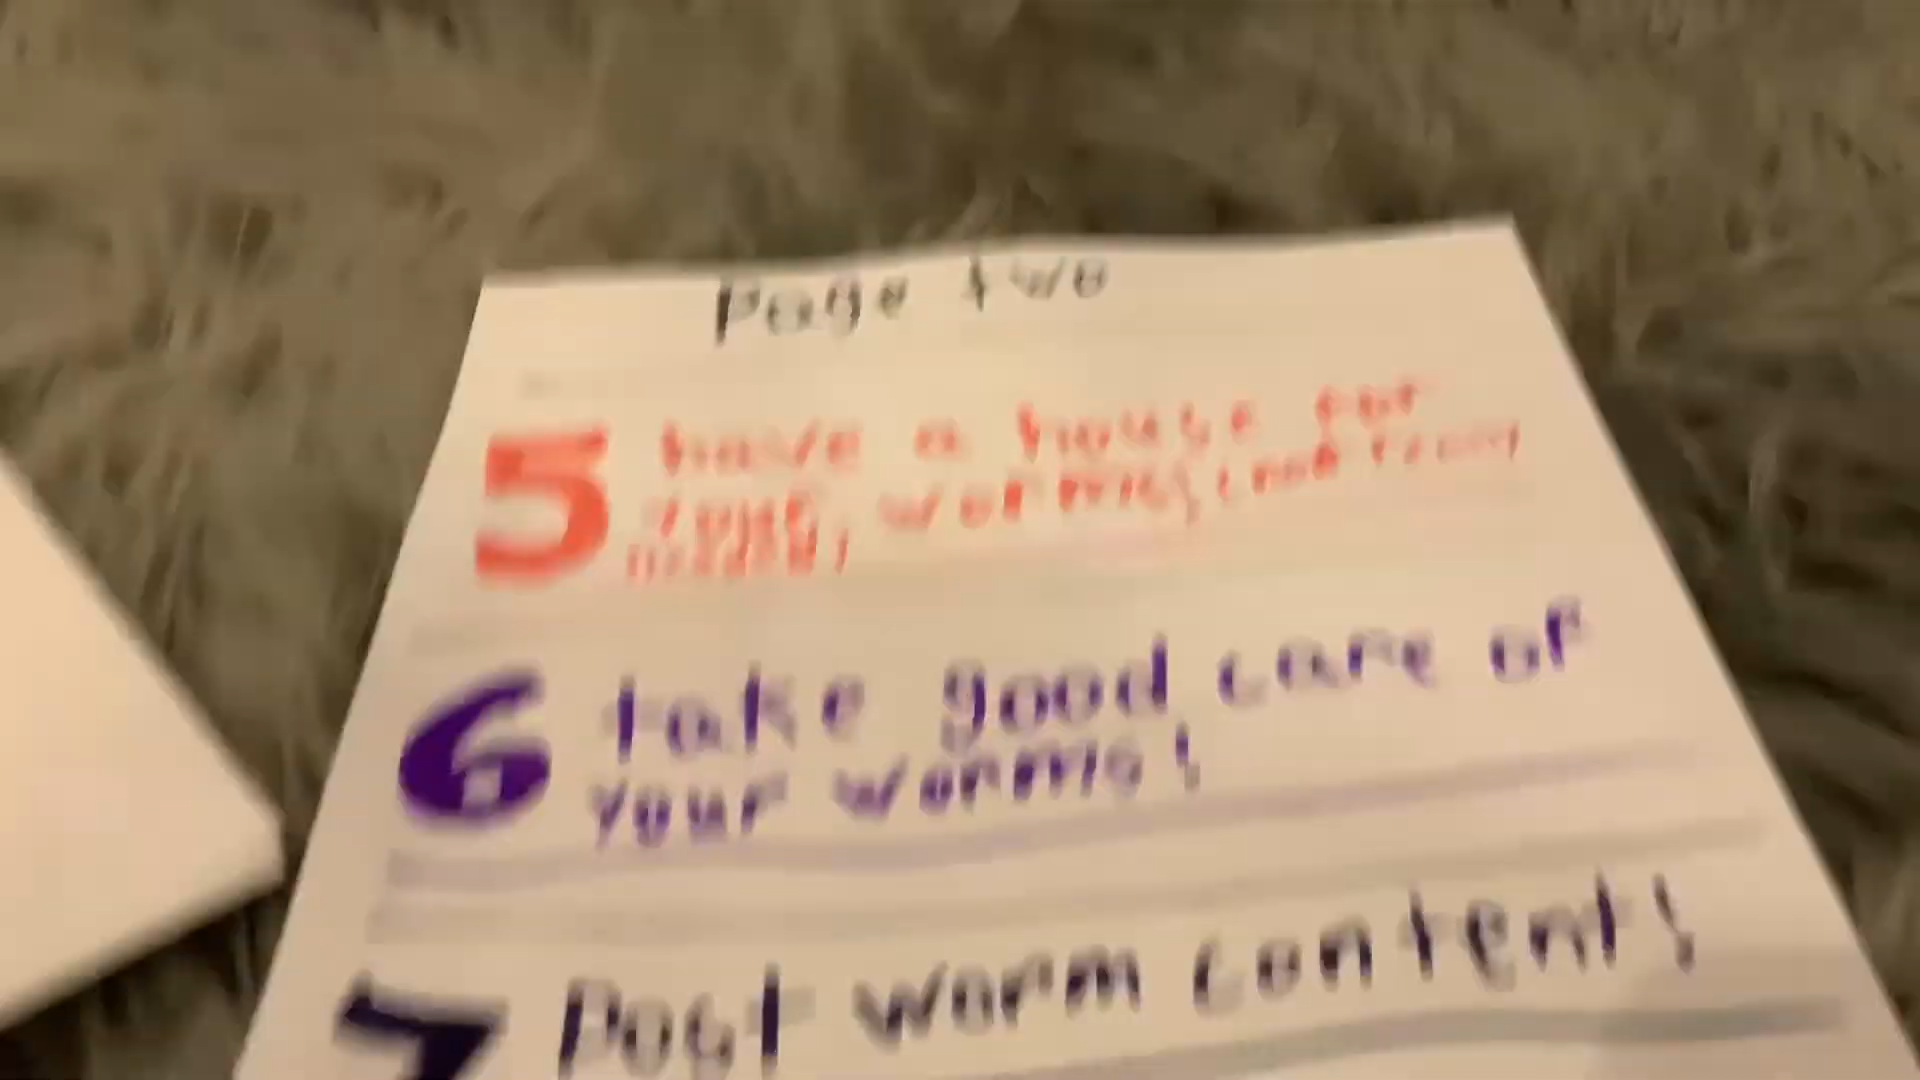 Page two
5 have a house for
your worms,
6 take good care of
your worms!
7 Post worm content!